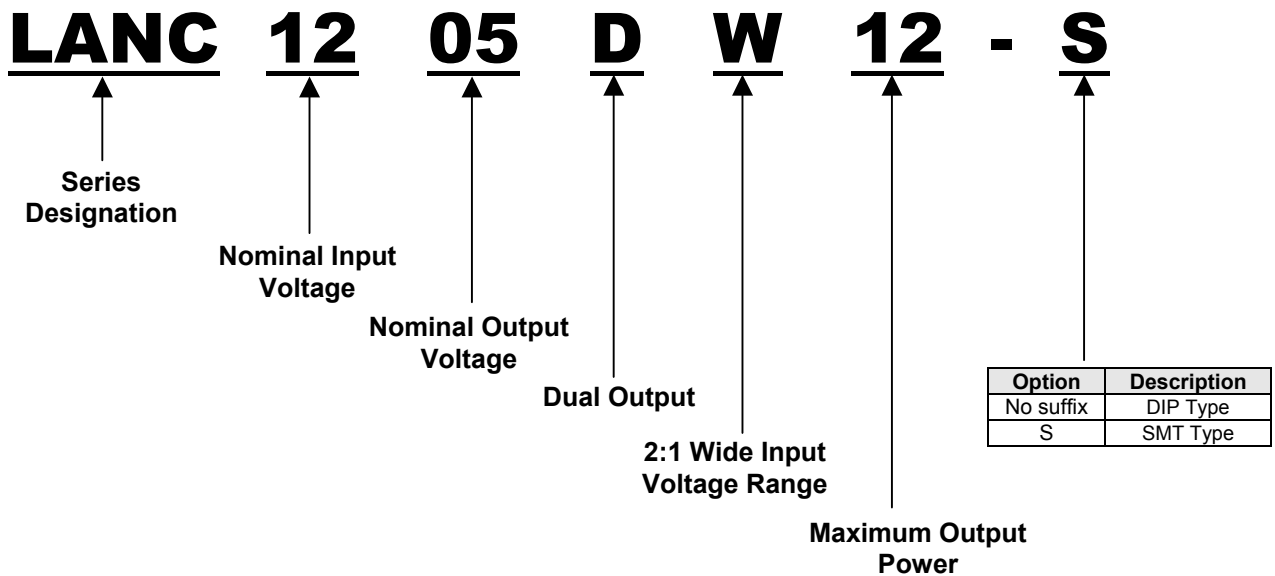 LANC 12 05 D W 12 - S
Series
Designation
Nominal Input
Voltage
Nominal Output
Voltage
Dual Output
2:1 Wide Input
Voltage Range
Maximum Output
Power
Option Description
No suffix DIP Type
S SMT Type